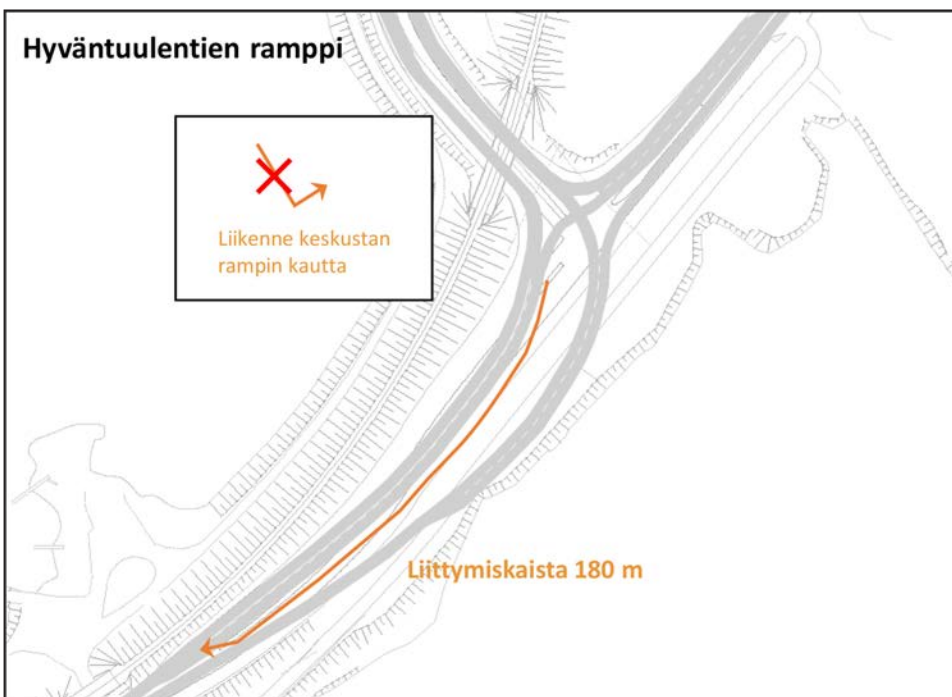 Hyväntuulentien ramppi
Liikenne keskustan
rampin kautta
Liittymiskaista 180 m